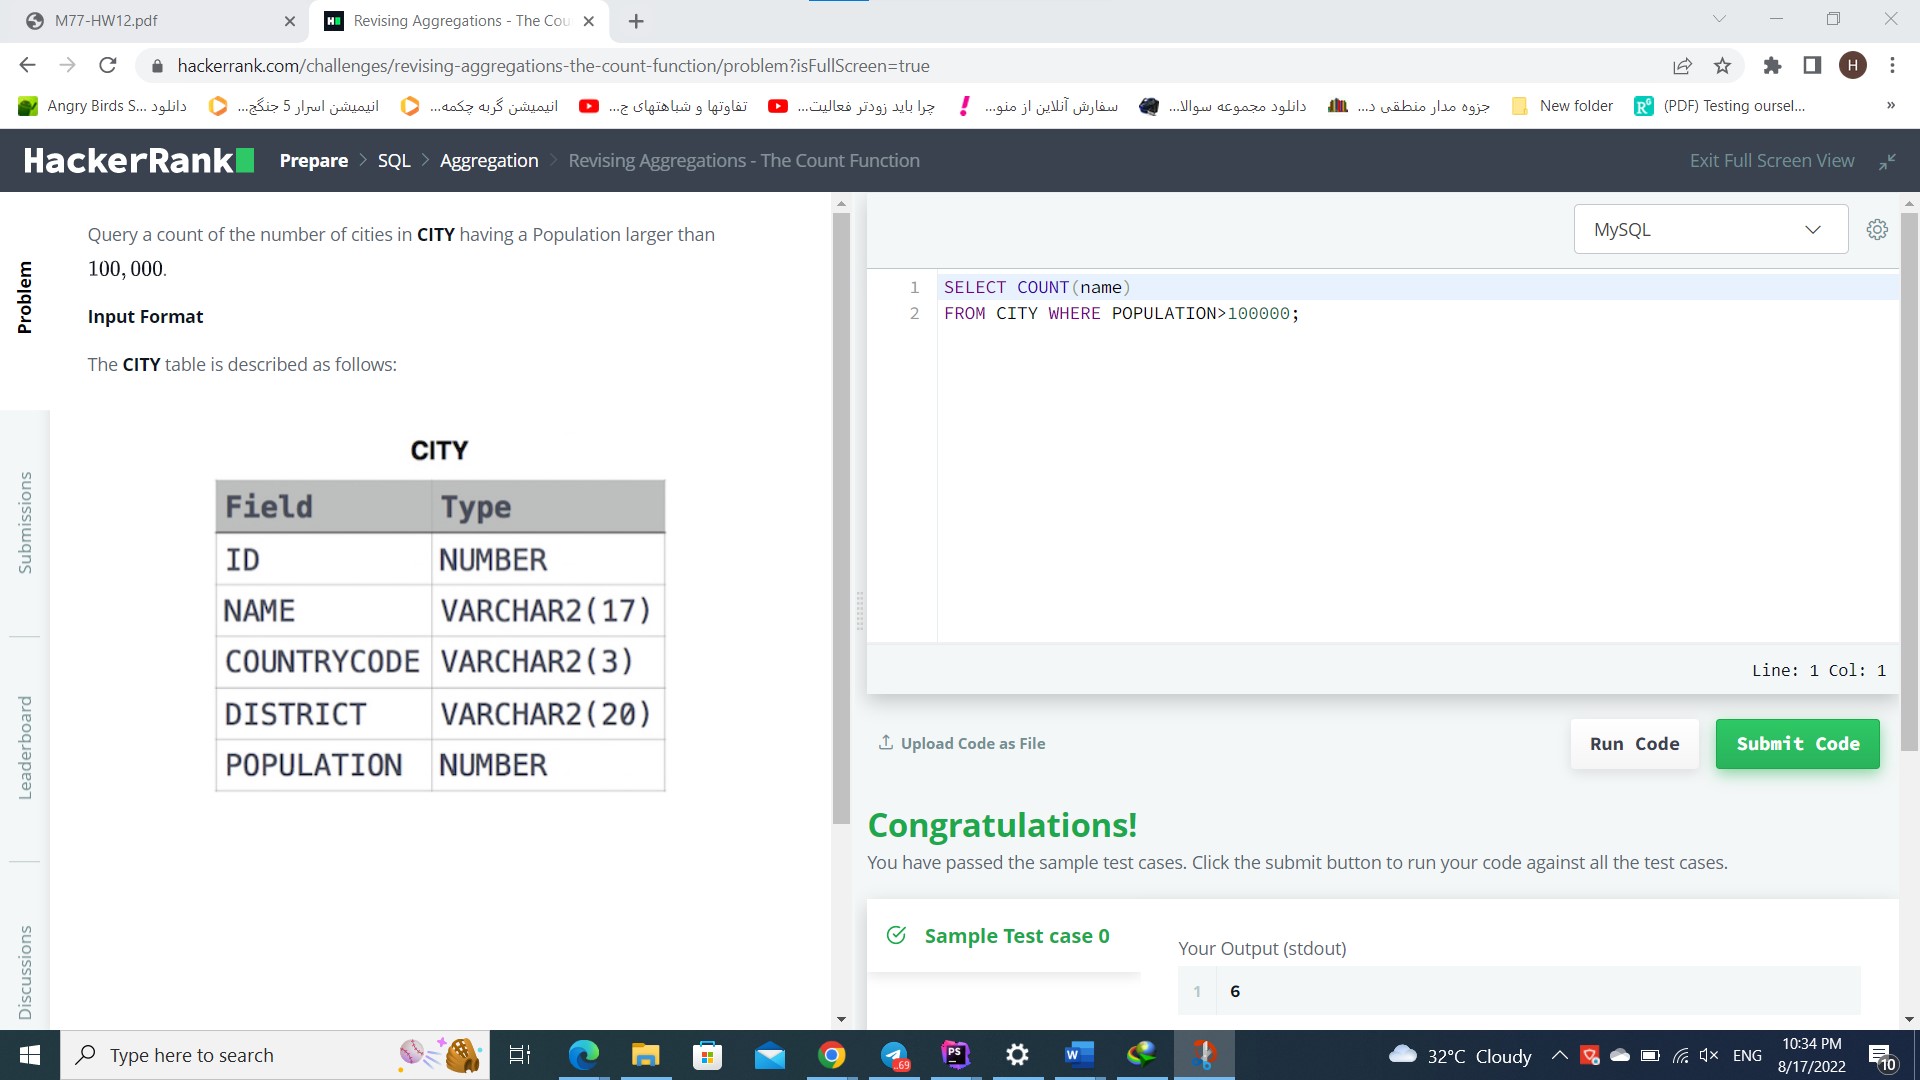 M77-HW12.pdf
Revising Aggregations - The Cou
hackerrank.com/challenges/revising-aggregations-the-count-function/problem?isFullScreen=true
H
Angry Birds S... دانلود
انیمیشن اسرار 5 جنگج...
انیمیشن گربه چکمه...
تفاوتها و شباهتهای ج...
چرا باید زودتر فعالیت...
سفارش آنلاین از منو...
دانلود مجموعه سوالا...
جزوه مدار منطقی د...
New folder
(PDF) Testing oursel...
»
HackerRank
Prepare > SQL > Aggregation > Revising Aggregations - The Count Function
Exit Full Screen View
Problem
Submissions
Leaderboard
Discussions
Query a count of the number of cities in CITY having a Population larger than
100,000.
Input Format
The CITY table is described as follows:
CITY
Field Type
ID NUMBER
NAME VARCHAR2(17)
COUNTRYCODE VARCHAR2(3)
DISTRICT VARCHAR2(20)
POPULATION NUMBER
MySQL
1 SELECT COUNT(name)
2 FROM CITY WHERE POPULATION>100000;
Line: 1 Col: 1
Upload Code as File
Run Code
Submit Code
Congratulations!
You have passed the sample test cases. Click the submit button to run your code against all the test cases.
Sample Test case 0
Your Output (stdout)
1 6
Type here to search
PS
W
32°C Cloudy
ENG
10:34 PM
8/17/2022
10